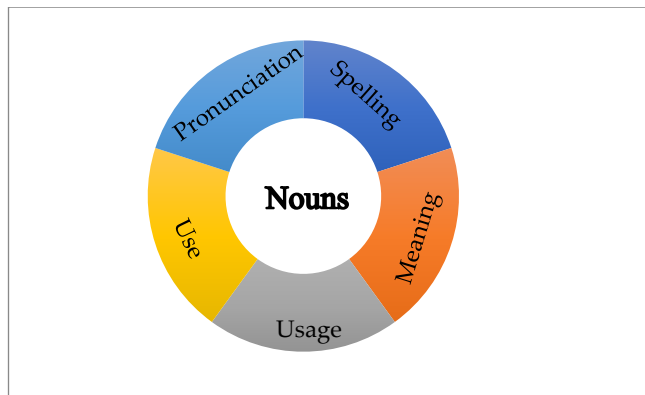 Pronunciation
Spelling
Nouns
Meaning
Use
Usage